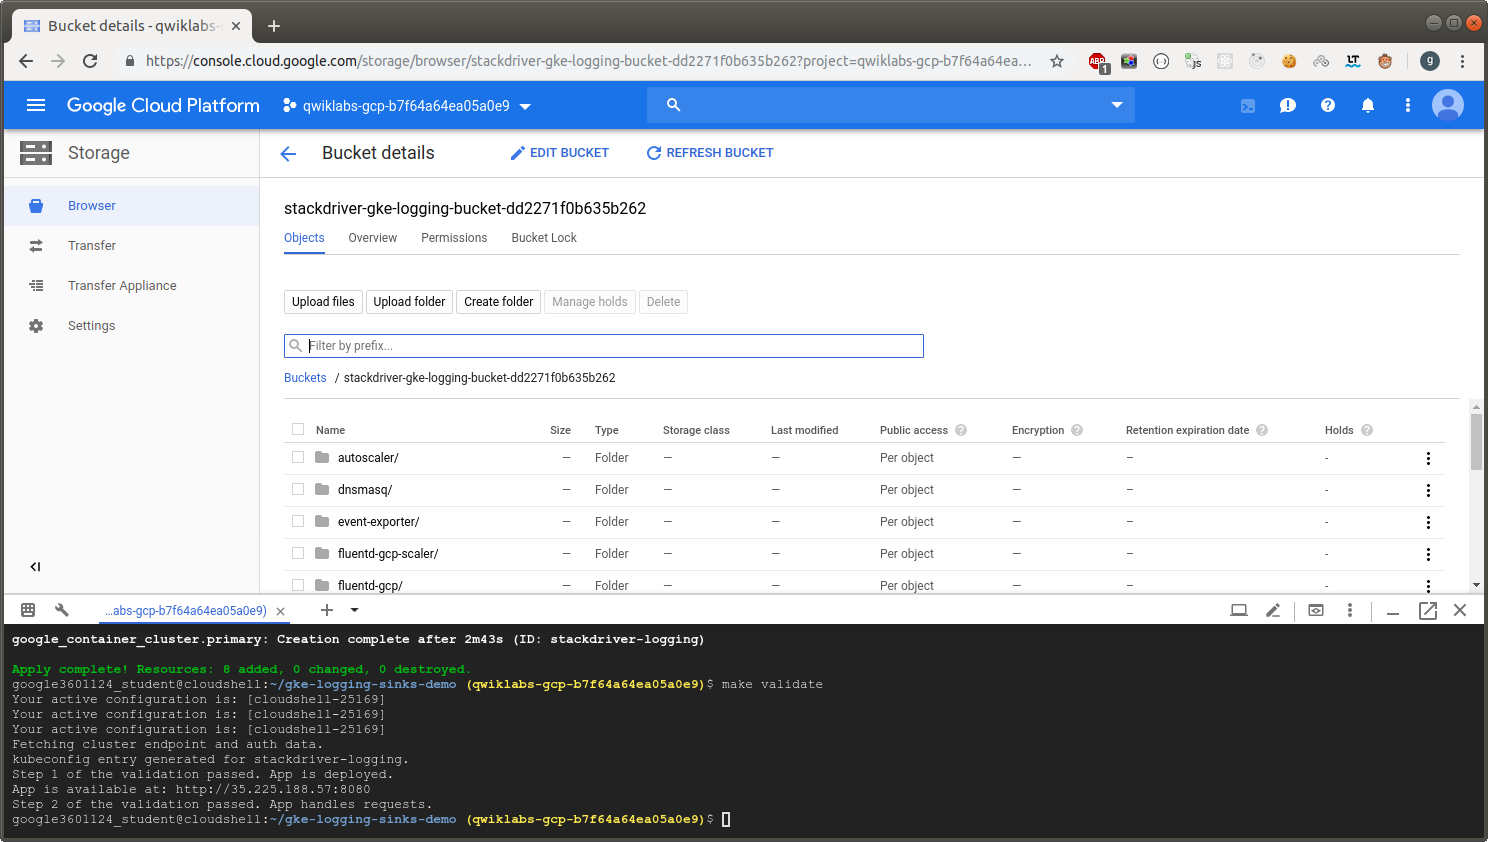 Bucket details - qwiklabs-
https://console.cloud.google.com/storage/browser/stackdriver-gke-logging-bucket-dd2271f0b635b262?project=qwiklabs-gcp-b7f64a64ea...
ABP 1 js LT g
Google Cloud Platform qwiklabs-gcp-b7f64a64ea05a0e9
Storage Bucket details EDIT BUCKET REFRESH BUCKET
Browser
Transfer
Transfer Appliance
Settings
stackdriver-gke-logging-bucket-dd2271f0b635b262
Objects Overview Permissions Bucket Lock
Upload files Upload folder Create folder Manage holds Delete
Filter by prefix...
Buckets / stackdriver-gke-logging-bucket-dd2271f0b635b262
Name Size Type Storage class Last modified Public access Encryption Retention expiration date Holds
autoscaler/ — Folder — — Per object — – -
dnsmasq/ — Folder — — Per object — – -
event-exporter/ — Folder — — Per object — – -
fluentd-gcp-scaler/ — Folder — — Per object — – -
fluentd-gcp/ — Folder — — Per object — – -
...abs-gcp-b7f64a64ea05a0e9)
google_container_cluster.primary: Creation complete after 2m43s (ID: stackdriver-logging)
Apply complete! Resources: 8 added, 0 changed, 0 destroyed.
google3601124_student@cloudshell:~/gke-logging-sinks-demo (qwiklabs-gcp-b7f64a64ea05a0e9)$ make validate
Your active configuration is: [cloudshell-25169]
Your active configuration is: [cloudshell-25169]
Your active configuration is: [cloudshell-25169]
Fetching cluster endpoint and auth data.
kubeconfig entry generated for stackdriver-logging.
Step 1 of the validation passed. App is deployed.
App is available at: http://35.225.188.57:8080
Step 2 of the validation passed. App handles requests.
google3601124_student@cloudshell:~/gke-logging-sinks-demo (qwiklabs-gcp-b7f64a64ea05a0e9)$